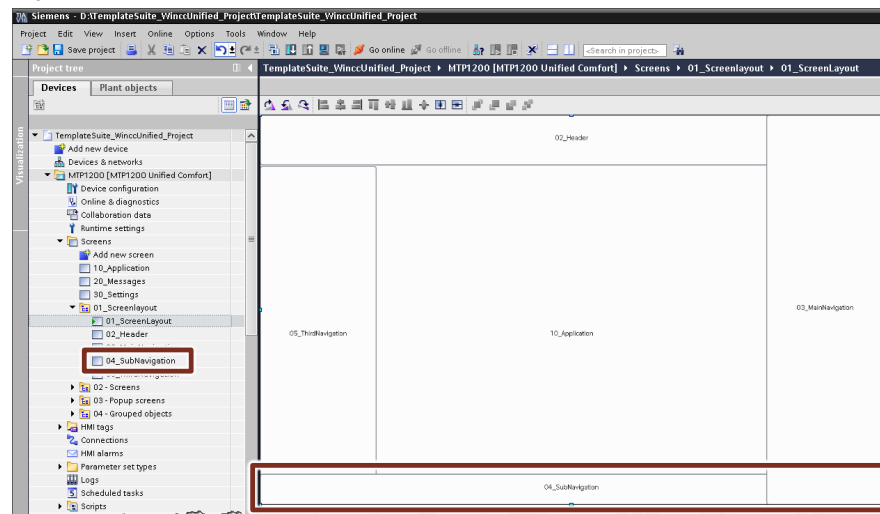 Siemens - D:\TemplateSuite_WinccUnified_Project\TemplateSuite_WinccUnified_Project
Project Edit View Insert Online Options Tools Window Help
Save project Go online Go offline <Search in project>
Project tree
TemplateSuite_WinccUnified_Project ▸ MTP1200 [MTP1200 Unified Comfort] ▸ Screens ▸ 01_Screenlayout ▸ 01_ScreenLayout
Devices Plant objects
Visualization
TemplateSuite_WinccUnified_Project
Add new device
Devices & networks
MTP1200 [MTP1200 Unified Comfort]
Device configuration
Online & diagnostics
Collaboration data
Runtime settings
Screens
Add new screen
10_Application
20_Messages
30_Settings
01_Screenlayout
01_ScreenLayout
02_Header
04_SubNavigation
02 - Screens
03 - Popup screens
04 - Grouped objects
HMI tags
Connections
HMI alarms
Parameter set types
Logs
Scheduled tasks
Scripts
02_Header
03_MainNavigation
05_ThirdNavigation
10_Application
04_SubNavigation